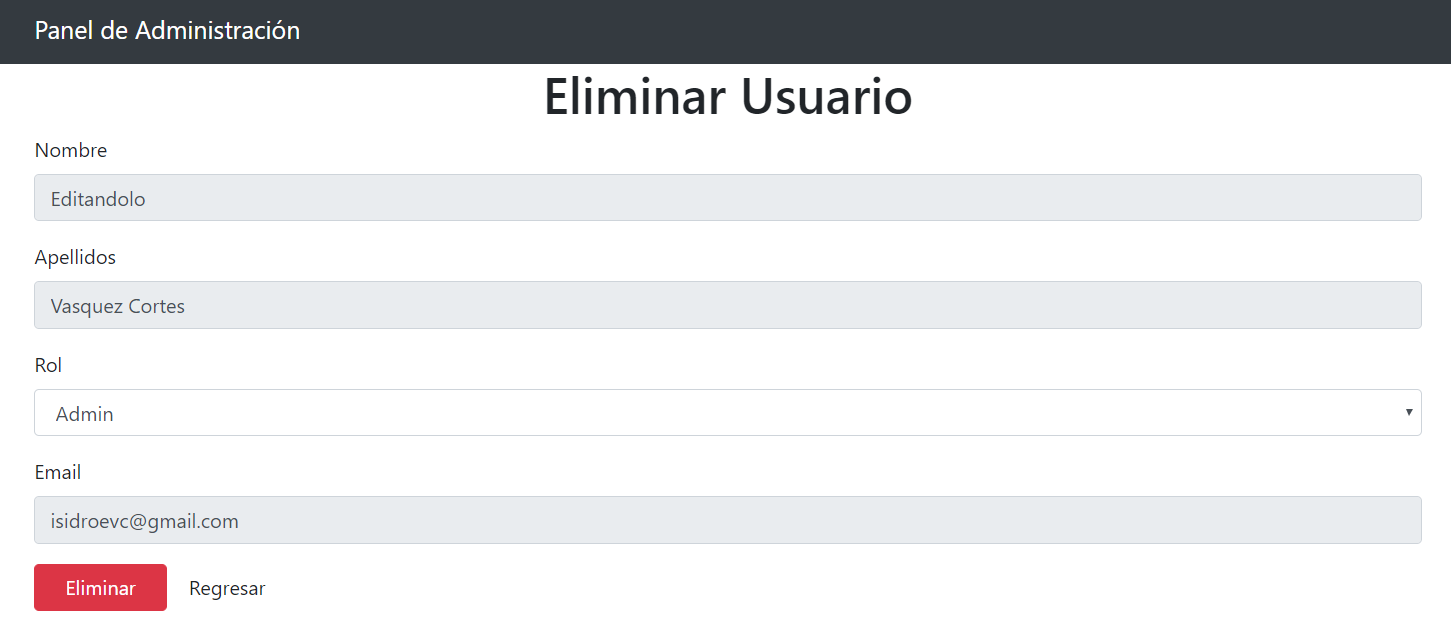 Panel de Administración
Eliminar Usuario
Nombre
Editandolo
Apellidos
Vasquez Cortes
Rol
Admin
Email
isidroevc@gmail.com
Eliminar Regresar